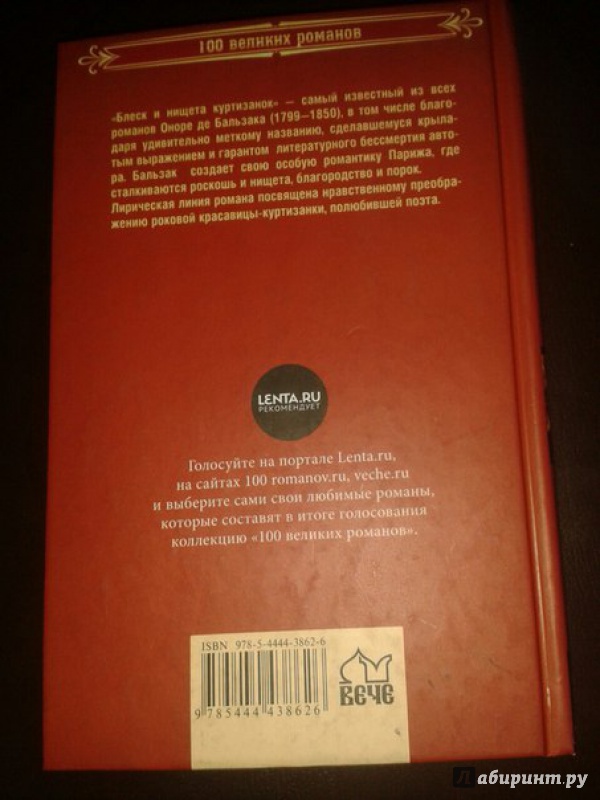 100 великих романов
«Блеск и нищета куртизанок» – самый известный из всех
романов Оноре де Бальзака (1799–1850), в том числе благо-
даря удивительно меткому названию, сделавшемуся крыла-
тым выражением и гарантом литературного бессмертия авто-
ра. Бальзак создает свою особую романтику Парижа, где
сталкиваются роскошь и нищета, благородство и порок.
Лирическая линия романа посвящена нравственному преобра-
жению роковой красавицы-куртизанки, полюбившей поэта.
LENTA.RU
РЕКОМЕНДУЕТ
Голосуйте на портале Lenta.ru,
на сайтах 100 romanov.ru, veche.ru
и выберите сами свои любимые романы,
которые составят в итоге голосования
коллекцию «100 великих романов».
ISBN 978-5-4444-3862-6
9 785444 438626
ВЕЧЕ
абиринт.ру